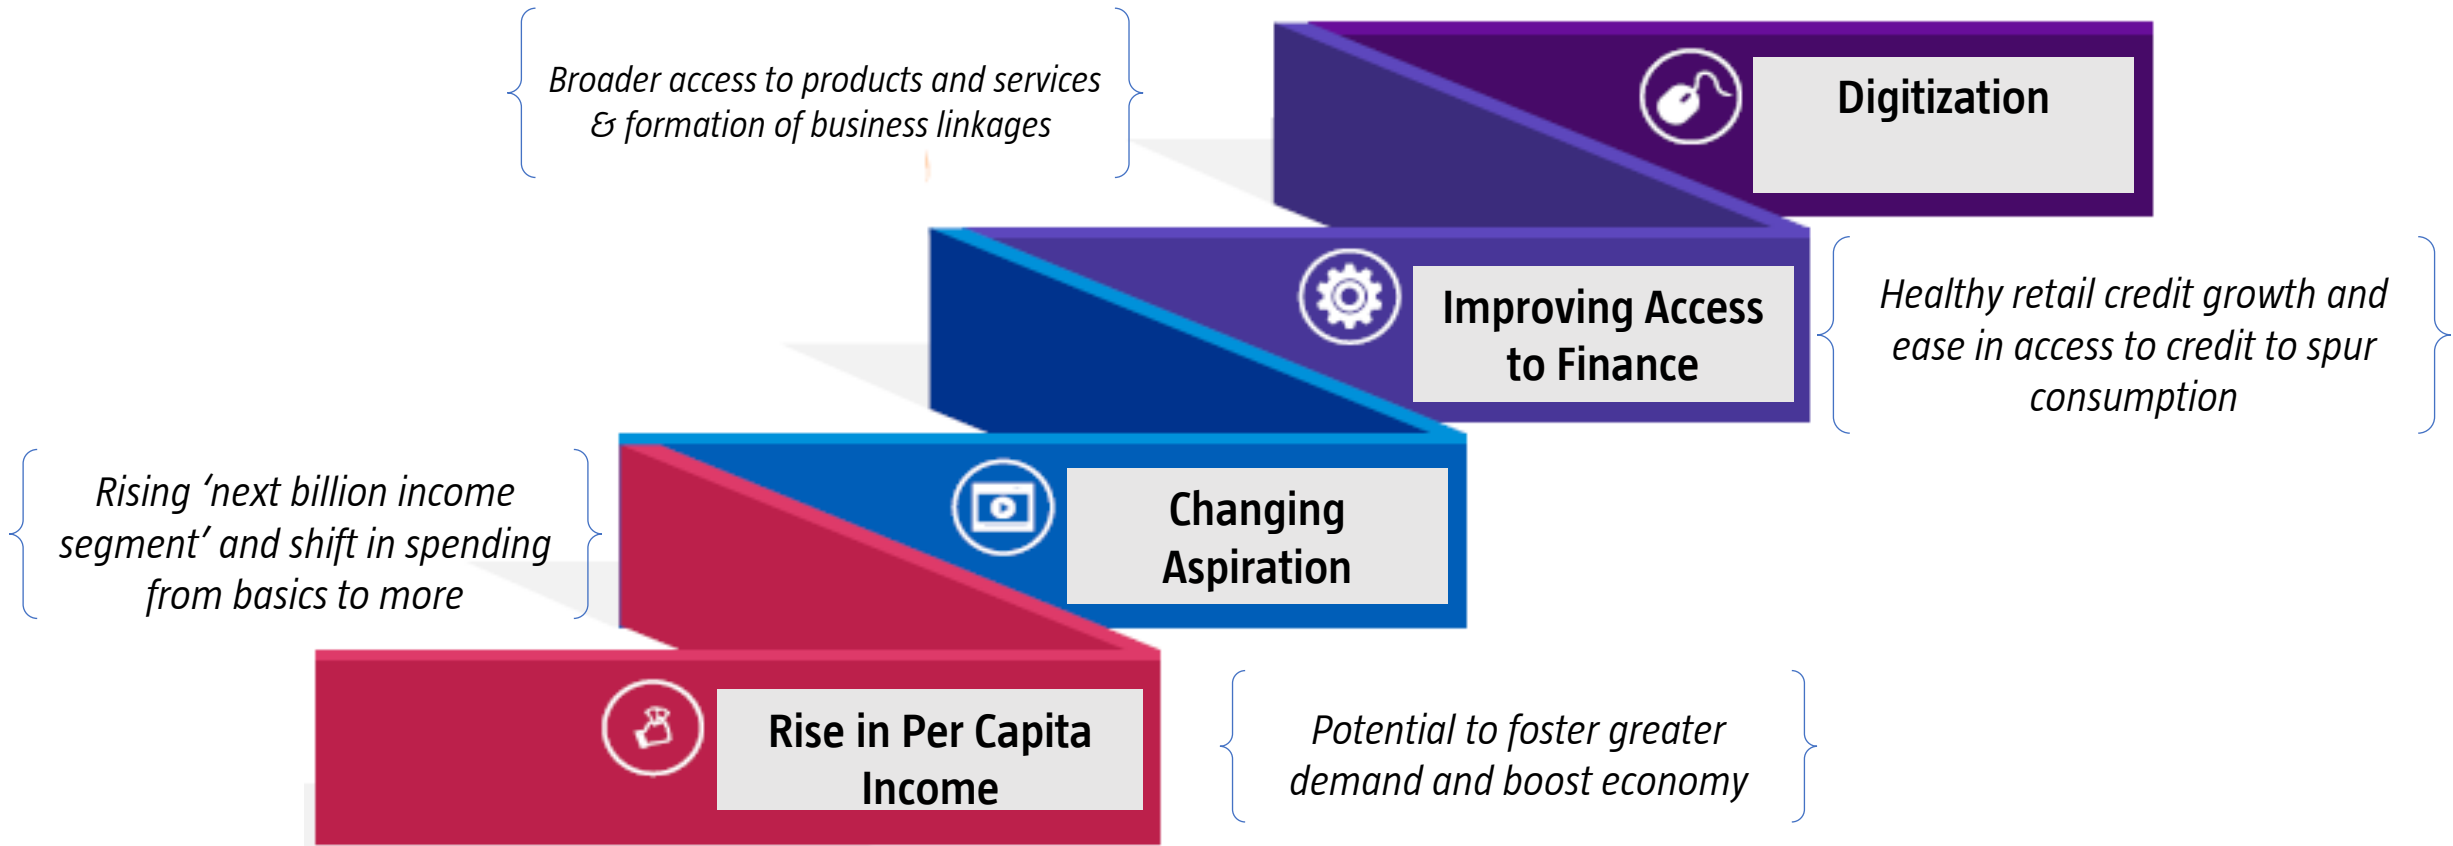 Broader access to products and services
& formation of business linkages
Digitization
Improving Access
to Finance
Healthy retail credit growth and
ease in access to credit to spur
consumption
Rising ‘next billion income
segment’ and shift in spending
from basics to more
Changing
Aspiration
Rise in Per Capita
Income
Potential to foster greater
demand and boost economy